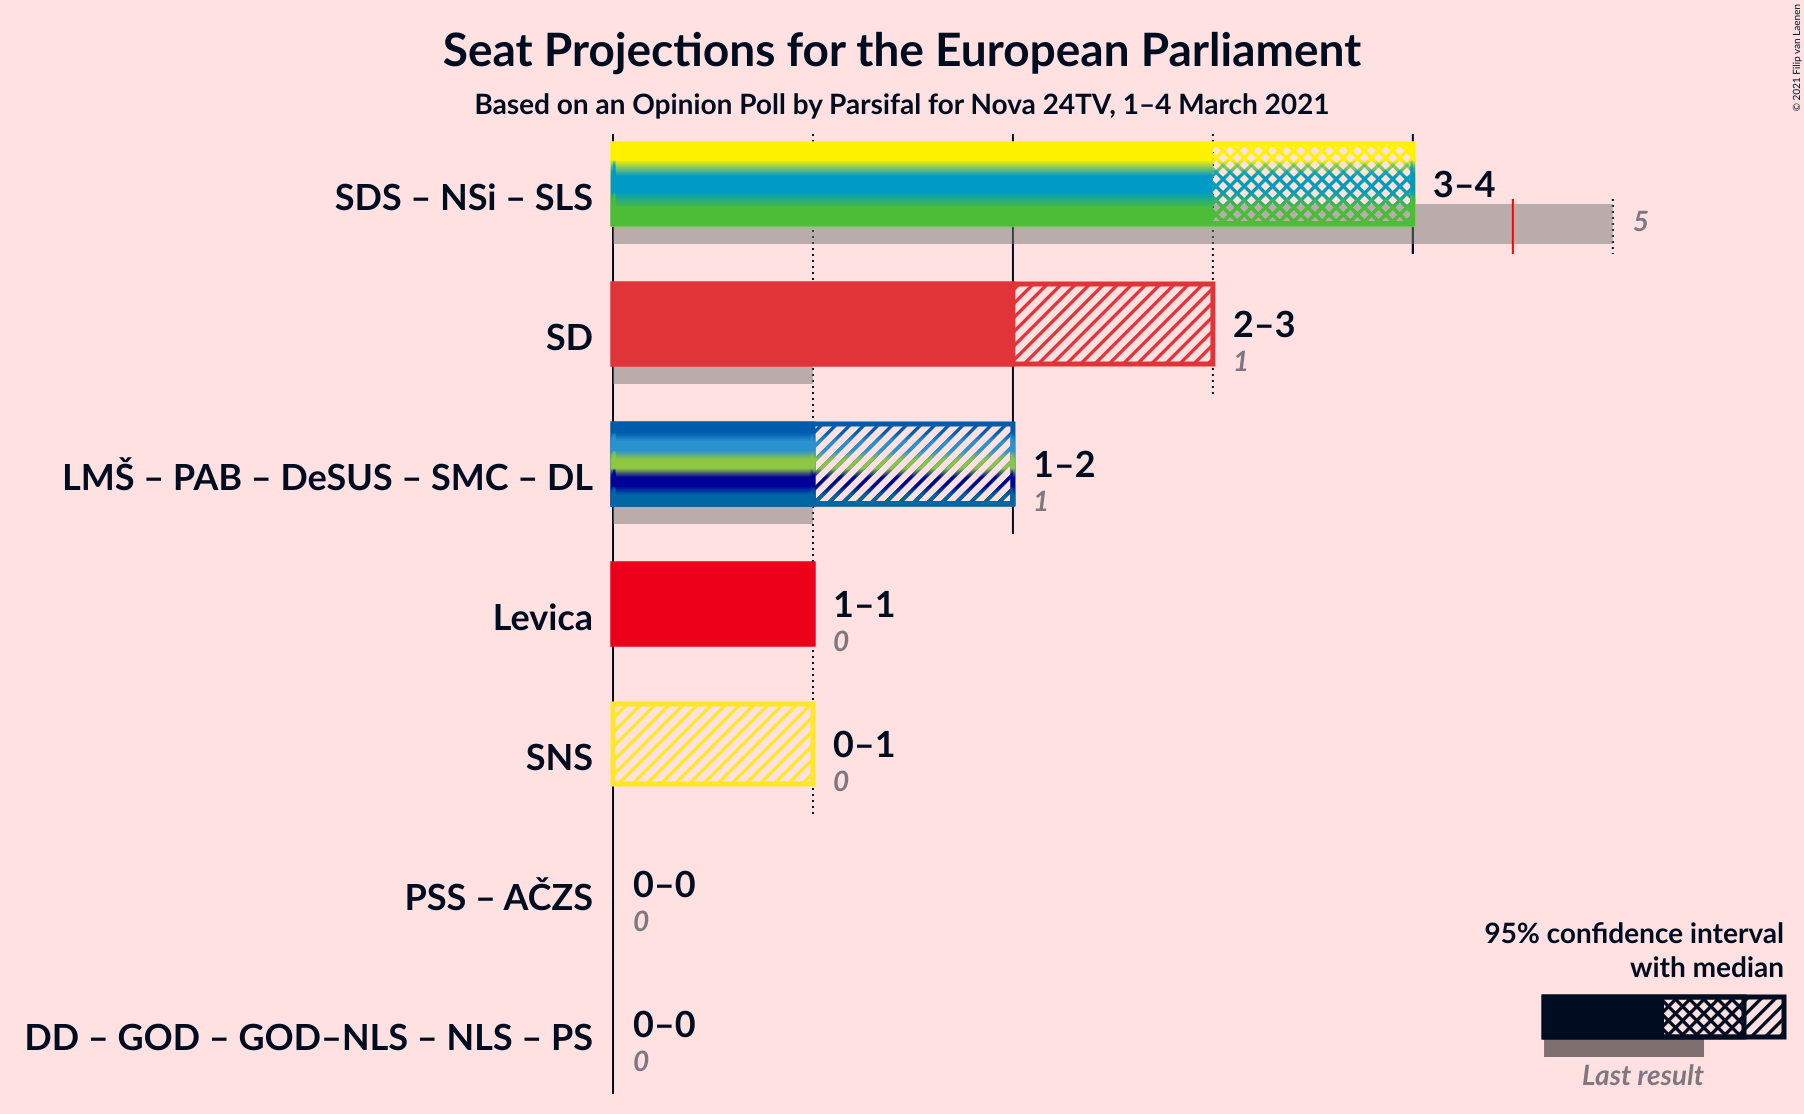 Seat Projections for the European Parliament
Based on an Opinion Poll by Parsifal for Nova 24TV, 1–4 March 2021
© 2021 Filip van Laenen
SDS – NSi – SLS
3–4
5
SD
2–3
1
LMŠ – PAB – DeSUS – SMC – DL
1–2
1
Levica
1–1
0
SNS
0–1
0
PSS – AČZS
0–0
0
DD – GOD – GOD–NLS – NLS – PS
0–0
0
95% confidence interval
with median
Last result